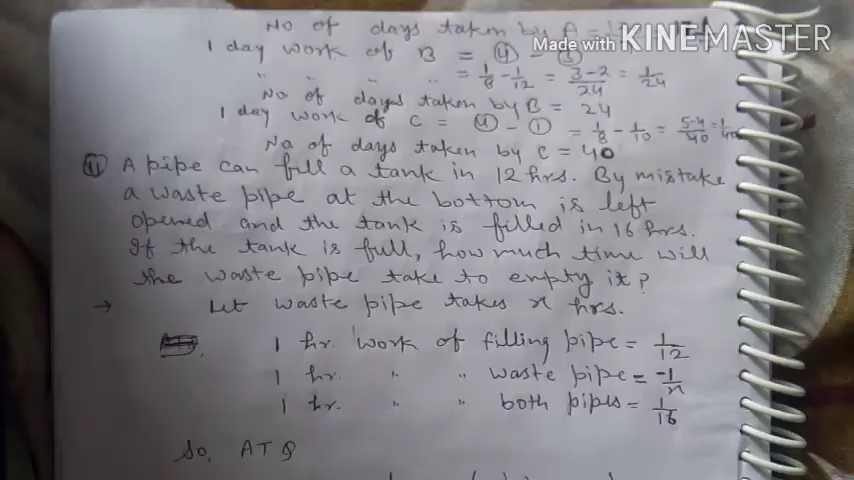 No of days taken by A =
Made with KINEMASTER
1 day work of B = ④ - ③
" " " " = 1/8 - 1/12 = 3-2/24 = 1/24
No of days taken by B = 24
1 day work of C = ④ - ① = 1/8 - 1/10 = 5-4/40 = 1/40
No of days taken by C = 40
⑪ A pipe can fill a tank in 12 hrs. By mistake
a waste pipe at the bottom is left
opened and the tank is filled in 16 hrs.
If the tank is full, how much time will
the waste pipe take to empty it?
→ Let waste pipe takes x hrs.
1 hr. work of filling pipe = 1/12
1 hr. " " waste pipe = -1/x
1 hr. " " both pipes = 1/16
So, ATQ